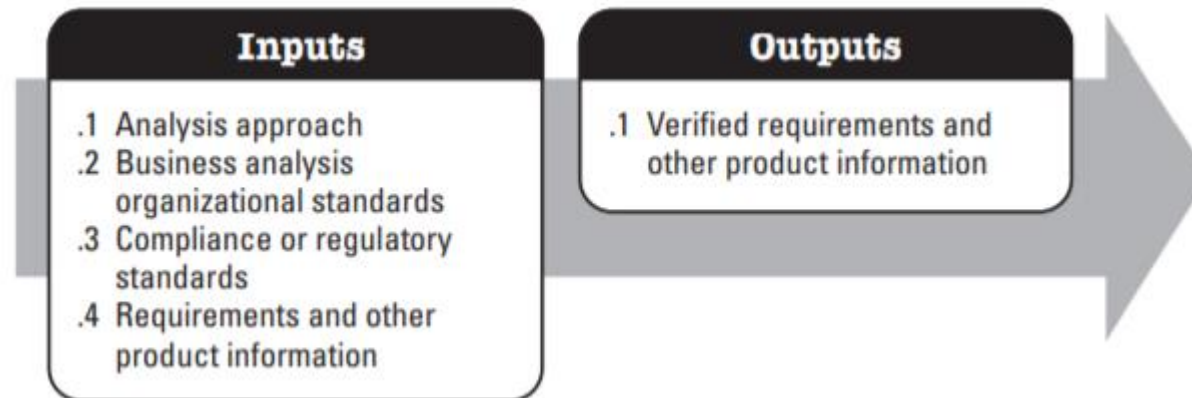 Inputs
.1 Analysis approach
.2 Business analysis
organizational standards
.3 Compliance or regulatory
standards
.4 Requirements and other
product information
Outputs
.1 Verified requirements and
other product information